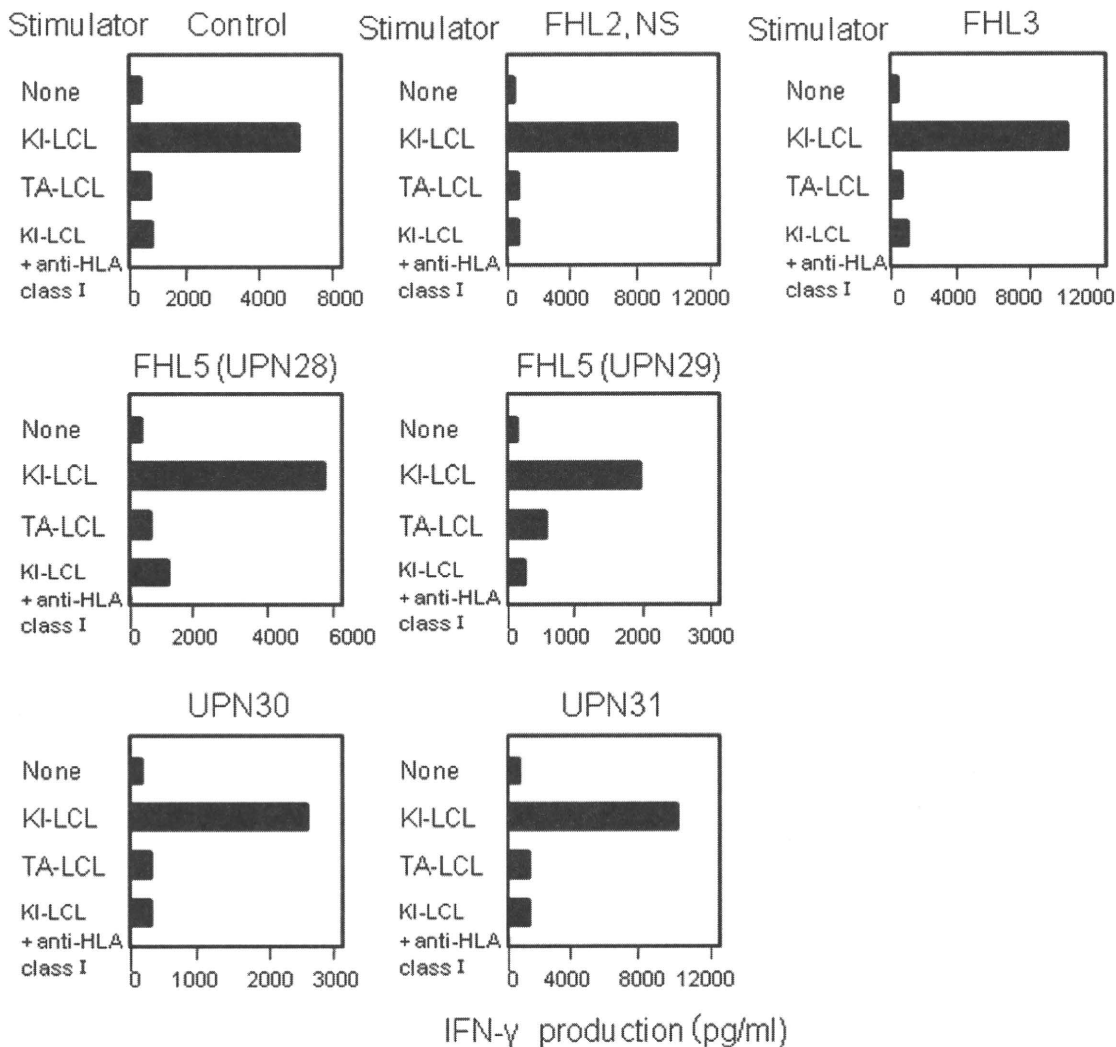 Stimulator Control Stimulator FHL2, NS Stimulator FHL3
None None None
KI-LCL KI-LCL KI-LCL
TA-LCL TA-LCL TA-LCL
KI-LCL KI-LCL KI-LCL
+ anti-HLA + anti-HLA + anti-HLA
class I class I class I
0 2000 4000 6000 8000 0 4000 8000 12000 0 4000 8000 12000
FHL5 (UPN28) FHL5 (UPN29)
None None
KI-LCL KI-LCL
TA-LCL TA-LCL
KI-LCL KI-LCL
+ anti-HLA + anti-HLA
class I class I
0 2000 4000 6000 0 1000 2000 3000
UPN30 UPN31
None None
KI-LCL KI-LCL
TA-LCL TA-LCL
KI-LCL KI-LCL
+ anti-HLA + anti-HLA
class I class I
0 1000 2000 3000 0 4000 8000 12000
IFN-γ production (pg/ml)